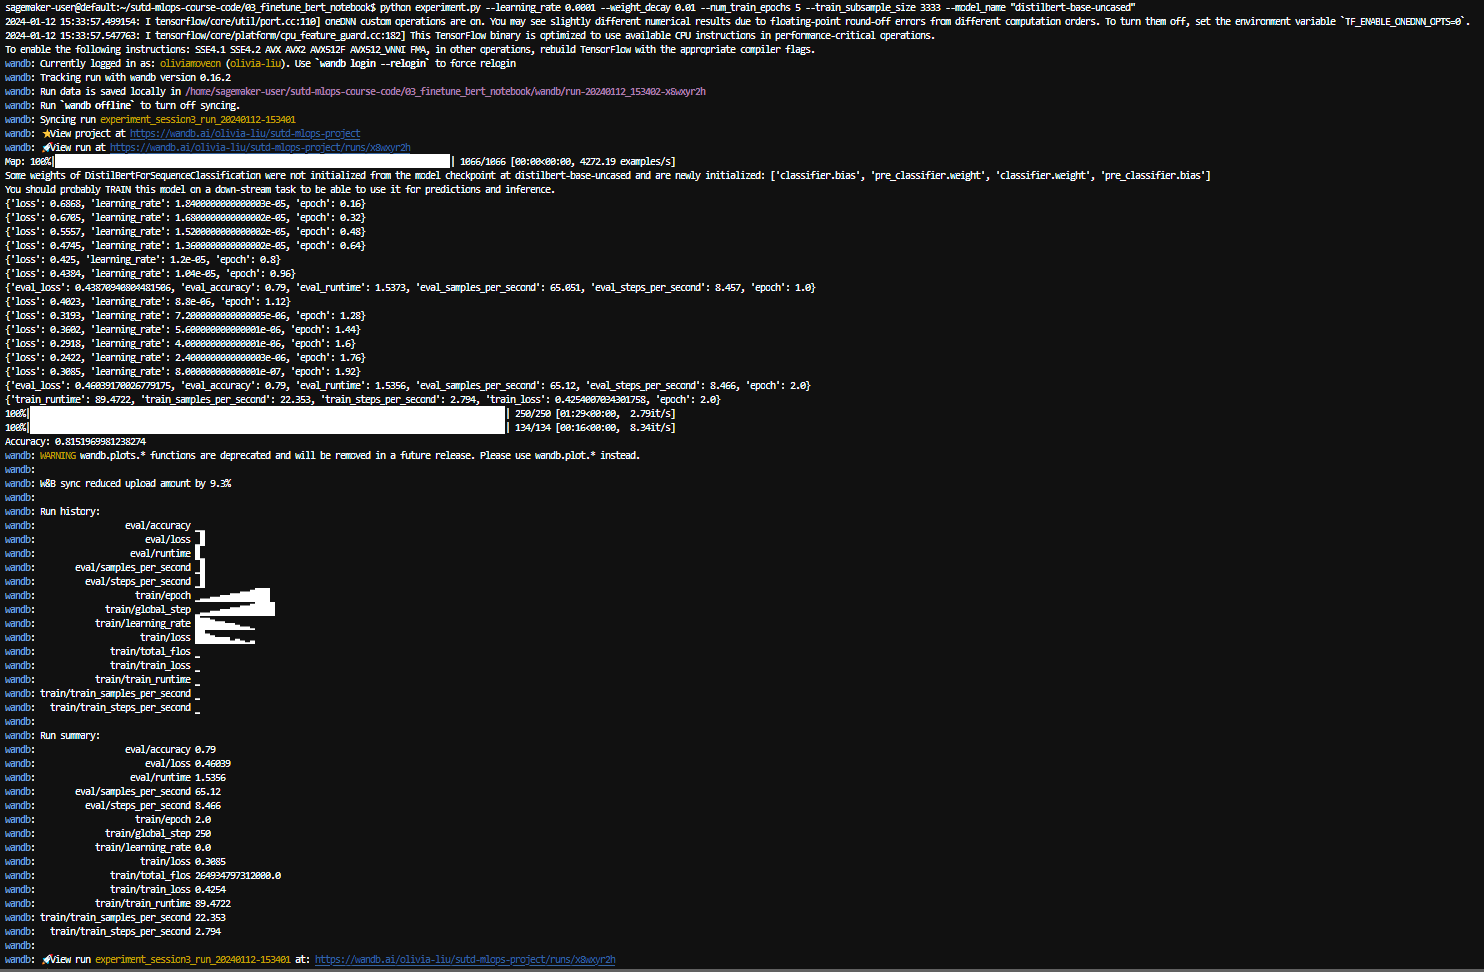 sagemaker-user@default:~/sutd-mlops-course-code/03_finetune_bert_notebook$ python experiment.py --learning_rate 0.0001 --weight_decay 0.01 --num_train_epochs 5 --train_subsample_size 3333 --model_name "distilbert-base-uncased"
2024-01-12 15:33:57.499154: I tensorflow/core/util/port.cc:110] oneDNN custom operations are on. You may see slightly different numerical results due to floating-point round-off errors from different computation orders. To turn them off, set the environment variable `TF_ENABLE_ONEDNN_OPTS=0`.
2024-01-12 15:33:57.547763: I tensorflow/core/platform/cpu_feature_guard.cc:182] This TensorFlow binary is optimized to use available CPU instructions in performance-critical operations.
To enable the following instructions: SSE4.1 SSE4.2 AVX AVX2 AVX512F AVX512_VNNI FMA, in other operations, rebuild TensorFlow with the appropriate compiler flags.
wandb: Currently logged in as: oliviamoveon (olivia-liu). Use `wandb login --relogin` to force relogin
wandb: Tracking run with wandb version 0.16.2
wandb: Run data is saved locally in /home/sagemaker-user/sutd-mlops-course-code/03_finetune_bert_notebook/wandb/run-20240112_153402-x8wxyr2h
wandb: Run `wandb offline` to turn off syncing.
wandb: Syncing run experiment_session3_run_20240112-153401
wandb: ⭐View project at https://wandb.ai/olivia-liu/sutd-mlops-project
wandb: 🚀View run at https://wandb.ai/olivia-liu/sutd-mlops-project/runs/x8wxyr2h
Map: 100%| | 1066/1066 [00:00<00:00, 4272.19 examples/s]
Some weights of DistilBertForSequenceClassification were not initialized from the model checkpoint at distilbert-base-uncased and are newly initialized: ['classifier.bias', 'pre_classifier.weight', 'classifier.weight', 'pre_classifier.bias']
You should probably TRAIN this model on a down-stream task to be able to use it for predictions and inference.
{'loss': 0.6868, 'learning_rate': 1.8400000000000003e-05, 'epoch': 0.16}
{'loss': 0.6705, 'learning_rate': 1.6800000000000002e-05, 'epoch': 0.32}
{'loss': 0.5557, 'learning_rate': 1.5200000000000002e-05, 'epoch': 0.48}
{'loss': 0.4745, 'learning_rate': 1.3600000000000002e-05, 'epoch': 0.64}
{'loss': 0.425, 'learning_rate': 1.2e-05, 'epoch': 0.8}
{'loss': 0.4384, 'learning_rate': 1.04e-05, 'epoch': 0.96}
{'eval_loss': 0.43870940804481506, 'eval_accuracy': 0.79, 'eval_runtime': 1.5373, 'eval_samples_per_second': 65.051, 'eval_steps_per_second': 8.457, 'epoch': 1.0}
{'loss': 0.4023, 'learning_rate': 8.8e-06, 'epoch': 1.12}
{'loss': 0.3193, 'learning_rate': 7.2000000000000005e-06, 'epoch': 1.28}
{'loss': 0.3602, 'learning_rate': 5.600000000000001e-06, 'epoch': 1.44}
{'loss': 0.2918, 'learning_rate': 4.000000000000001e-06, 'epoch': 1.6}
{'loss': 0.2422, 'learning_rate': 2.4000000000000003e-06, 'epoch': 1.76}
{'loss': 0.3085, 'learning_rate': 8.000000000000001e-07, 'epoch': 1.92}
{'eval_loss': 0.46039170026779175, 'eval_accuracy': 0.79, 'eval_runtime': 1.5356, 'eval_samples_per_second': 65.12, 'eval_steps_per_second': 8.466, 'epoch': 2.0}
{'train_runtime': 89.4722, 'train_samples_per_second': 22.353, 'train_steps_per_second': 2.794, 'train_loss': 0.4254007034301758, 'epoch': 2.0}
100%| | 250/250 [01:29<00:00, 2.79it/s]
100%| | 134/134 [00:16<00:00, 8.34it/s]
Accuracy: 0.8151969981238274
wandb: WARNING wandb.plots.* functions are deprecated and will be removed in a future release. Please use wandb.plot.* instead.
wandb:
wandb: W&B sync reduced upload amount by 9.3%
wandb:
wandb: Run history:
wandb: eval/accuracy
wandb: eval/loss
wandb: eval/runtime
wandb: eval/samples_per_second
wandb: eval/steps_per_second
wandb: train/epoch
wandb: train/global_step
wandb: train/learning_rate
wandb: train/loss
wandb: train/total_flos
wandb: train/train_loss
wandb: train/train_runtime
wandb: train/train_samples_per_second
wandb: train/train_steps_per_second
wandb:
wandb: Run summary:
wandb: eval/accuracy 0.79
wandb: eval/loss 0.46039
wandb: eval/runtime 1.5356
wandb: eval/samples_per_second 65.12
wandb: eval/steps_per_second 8.466
wandb: train/epoch 2.0
wandb: train/global_step 250
wandb: train/learning_rate 0.0
wandb: train/loss 0.3085
wandb: train/total_flos 264934797312000.0
wandb: train/train_loss 0.4254
wandb: train/train_runtime 89.4722
wandb: train/train_samples_per_second 22.353
wandb: train/train_steps_per_second 2.794
wandb:
wandb: 🚀View run experiment_session3_run_20240112-153401 at: https://wandb.ai/olivia-liu/sutd-mlops-project/runs/x8wxyr2h